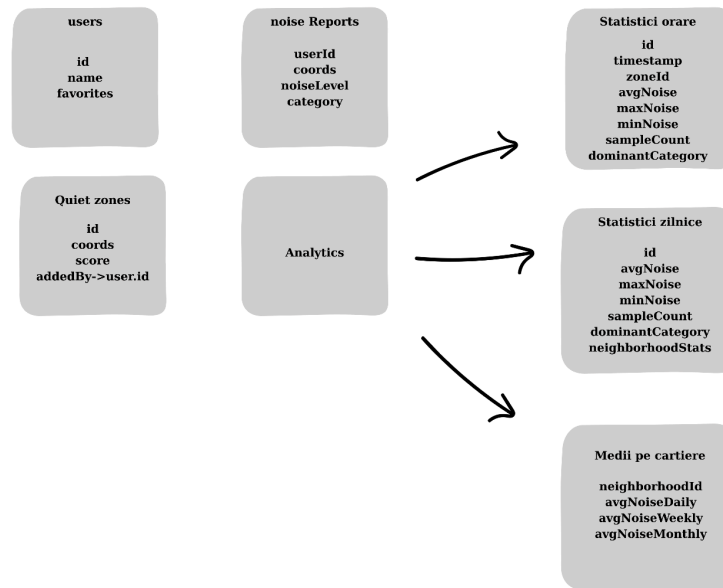 users
id
name
favorites
noise Reports
userId
coords
noiseLevel
category
Statistici orare
id
timestamp
zoneId
avgNoise
maxNoise
minNoise
sampleCount
dominantCategory
Quiet zones
id
coords
score
addedBy->user.id
Analytics
Statistici zilnice
id
avgNoise
maxNoise
minNoise
sampleCount
dominantCategory
neighborhoodStats
Medii pe cartiere
neighborhoodId
avgNoiseDaily
avgNoiseWeekly
avgNoiseMonthly